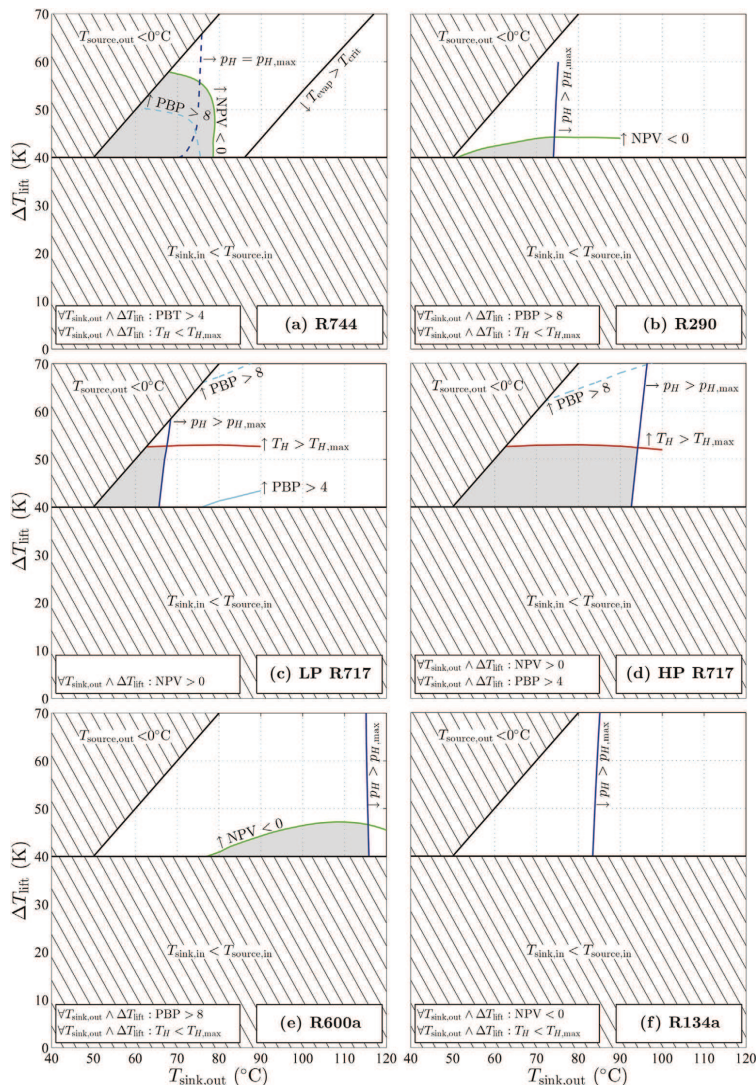 70
60
50
40
30
20
10
0
ΔT_lift (K)
T_source,out <0°C
→ p_H = p_H,max
↓ T_evap > T_crit
↑ PBP > 8
↑ NPV < 0
T_sink,in < T_source,in
∀T_sink,out ∧ ΔT_lift : PBT > 4
∀T_sink,out ∧ ΔT_lift : T_H < T_H,max
(a) R744
T_source,out <0°C
→ p_H > p_H,max
↑ NPV < 0
T_sink,in < T_source,in
∀T_sink,out ∧ ΔT_lift : PBP > 8
∀T_sink,out ∧ ΔT_lift : T_H < T_H,max
(b) R290
70
60
50
40
30
20
10
0
ΔT_lift (K)
T_source,out <0°C
↑ PBP > 8
→ p_H > p_H,max
↑ T_H > T_H,max
↑ PBP > 4
T_sink,in < T_source,in
∀T_sink,out ∧ ΔT_lift : NPV > 0
(c) LP R717
T_source,out <0°C
↑ PBP > 8
→ p_H > p_H,max
↑ T_H > T_H,max
T_sink,in < T_source,in
∀T_sink,out ∧ ΔT_lift : NPV > 0
∀T_sink,out ∧ ΔT_lift : PBP > 4
(d) HP R717
70
60
50
40
30
20
10
0
ΔT_lift (K)
T_source,out <0°C
→ p_H > p_H,max
↑ NPV < 0
T_sink,in < T_source,in
∀T_sink,out ∧ ΔT_lift : PBP > 8
∀T_sink,out ∧ ΔT_lift : T_H < T_H,max
(e) R600a
40 50 60 70 80 90 100 110 120
T_sink,out (°C)
T_source,out <0°C
→ p_H > p_H,max
T_sink,in < T_source,in
∀T_sink,out ∧ ΔT_lift : NPV < 0
∀T_sink,out ∧ ΔT_lift : T_H < T_H,max
(f) R134a
40 50 60 70 80 90 100 110 120
T_sink,out (°C)